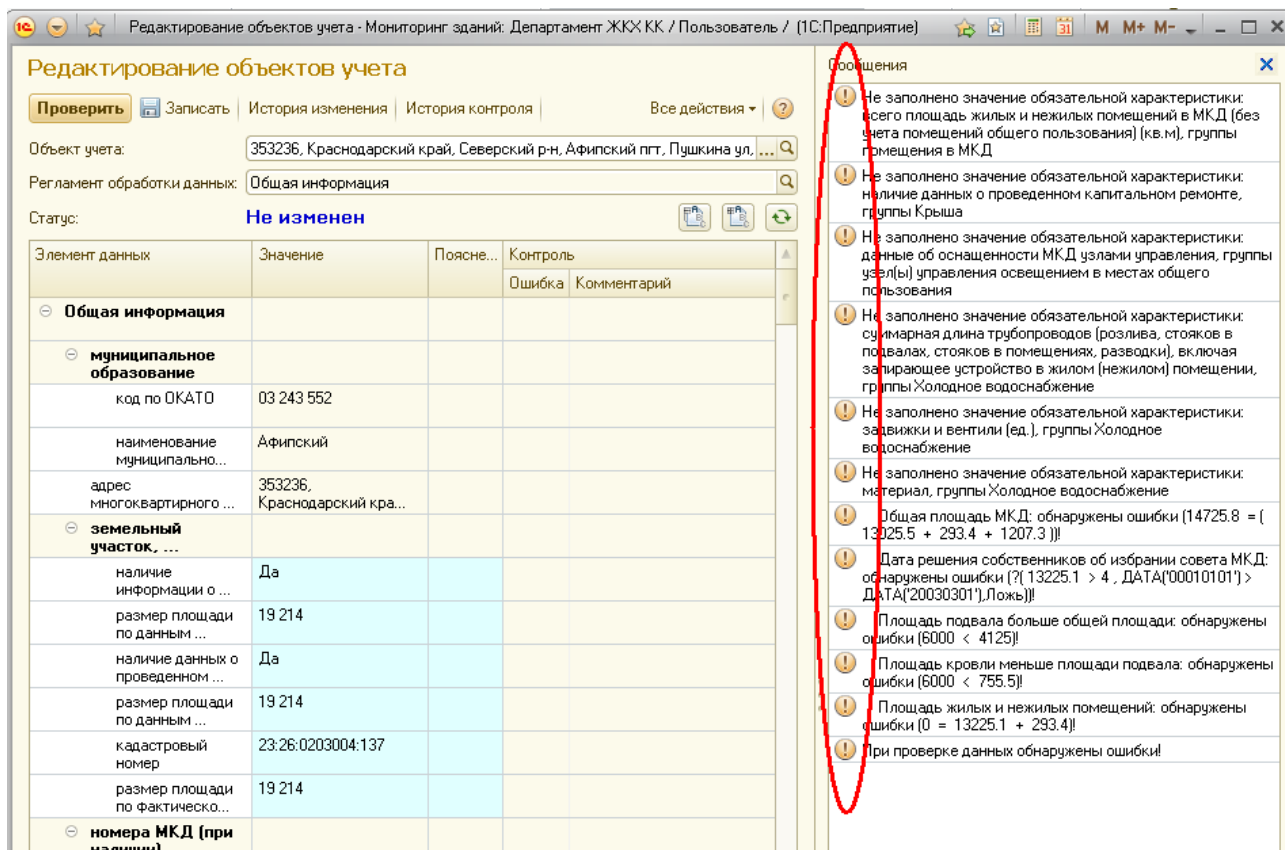 Редактирование объектов учета - Мониторинг зданий: Департамент ЖКХ КК / Пользователь / (1С:Предприятие)
M M+ M-
Редактирование объектов учета
Проверить Записать История изменения История контроля Все действия
Объект учета: 353236, Краснодарский край, Северский р-н, Афипский пгт, Пушкина ул, ...
Регламент обработки данных: Общая информация
Статус: Не изменен
Элемент данных Значение Поясне... Контроль
Ошибка Комментарий
Общая информация
муниципальное
образование
код по ОКАТО 03 243 552
наименование Афипский
муниципально...
адрес 353236,
многоквартирного ... Краснодарский кра...
земельный
участок, ...
наличие Да
информации о ...
размер площади 19 214
по данным ...
наличие данных о Да
проведенном ...
размер площади 19 214
по данным ...
кадастровый 23:26:0203004:137
номер
размер площади 19 214
по фактическо...
номера МКД (при
наличии)
Сообщения
Не заполнено значение обязательной характеристики:
всего площадь жилых и нежилых помещений в МКД (без
учета помещений общего пользования) (кв.м), группы
помещения в МКД
Не заполнено значение обязательной характеристики:
наличие данных о проведенном капитальном ремонте,
группы Крыша
Не заполнено значение обязательной характеристики:
данные об оснащенности МКД узлами управления, группы
узел(ы) управления освещением в местах общего
пользования
Не заполнено значение обязательной характеристики:
суммарная длина трубопроводов (розлива, стояков в
подвалах, стояков в помещениях, разводки), включая
запирающее устройство в жилом (нежилом) помещении,
группы Холодное водоснабжение
Не заполнено значение обязательной характеристики:
задвижки и вентили (ед.), группы Холодное
водоснабжение
Не заполнено значение обязательной характеристики:
материал, группы Холодное водоснабжение
Общая площадь МКД: обнаружены ошибки (14725.8 = (
13025.5 + 293.4 + 1207.3 ))!
Дата решения собственников об избрании совета МКД:
обнаружены ошибки (?( 13225.1 > 4 , ДАТА('00010101') >
ДАТА('20030301'),Ложь))!
Площадь подвала больше общей площади: обнаружены
ошибки (6000 < 4125)!
Площадь кровли меньше площади подвала: обнаружены
ошибки (6000 < 755.5)!
Площадь жилых и нежилых помещений: обнаружены
ошибки (0 = 13225.1 + 293.4)!
При проверке данных обнаружены ошибки!